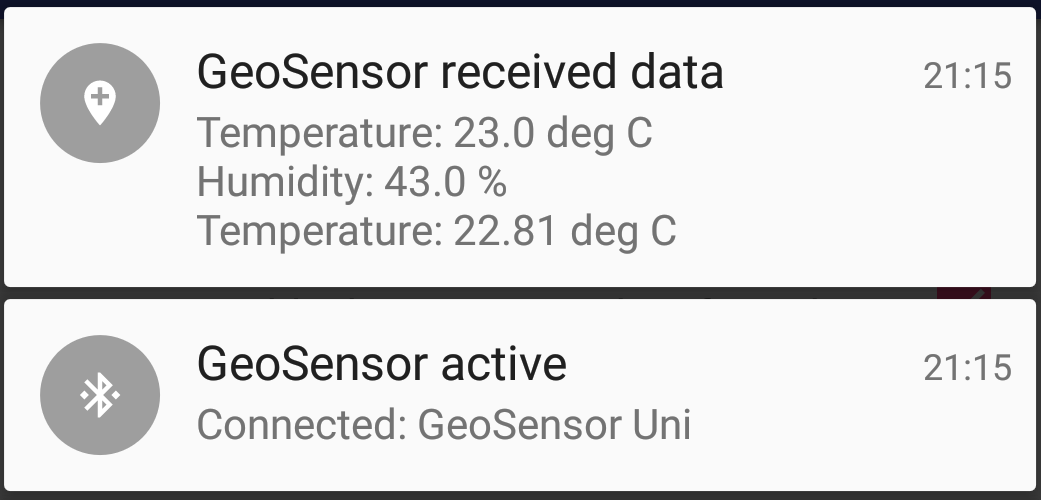 GeoSensor received data
21:15
Temperature: 23.0 deg C
Humidity: 43.0 %
Temperature: 22.81 deg C
GeoSensor active
21:15
Connected: GeoSensor Uni